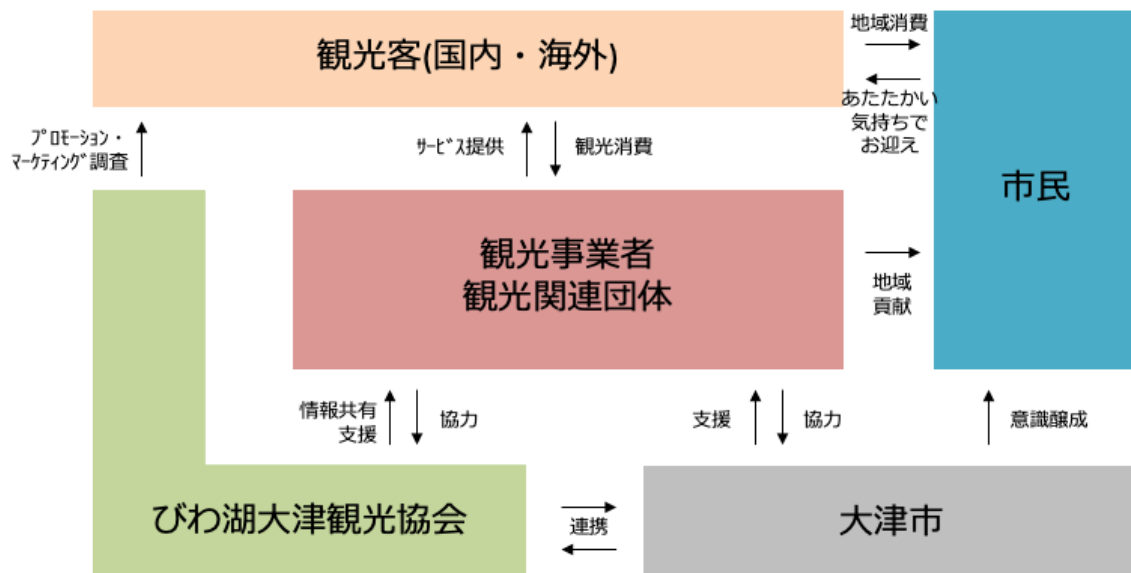 観光客(国内・海外)
地域消費
あたたかい
気持ちで
お迎え
市民
ﾌﾟﾛﾓｰｼｮﾝ・
ﾏｰｹﾃｨﾝｸﾞ調査
ｻｰﾋﾞｽ提供
観光消費
観光事業者
観光関連団体
地域
貢献
情報共有
支援
協力
支援
協力
意識醸成
びわ湖大津観光協会
連携
大津市